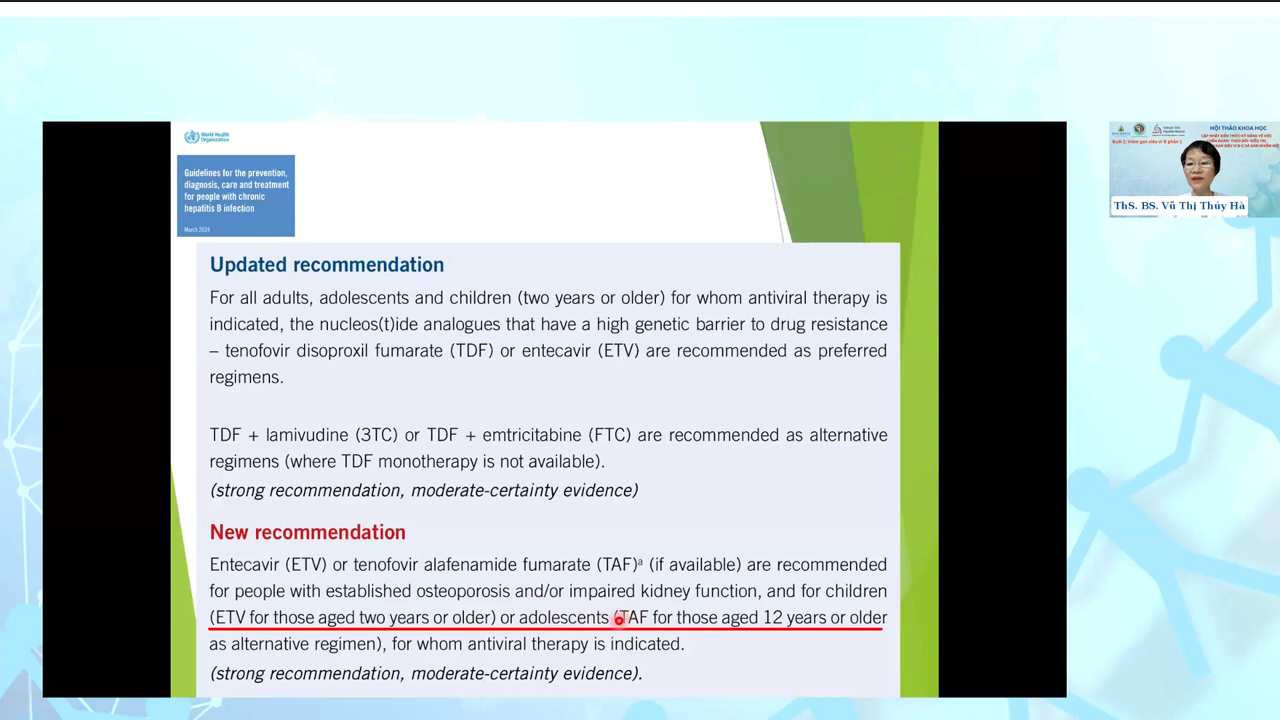 World Health
Organization
Guidelines for the prevention,
diagnosis, care and treatment
for people with chronic
hepatitis B infection
March 2024
Updated recommendation
For all adults, adolescents and children (two years or older) for whom antiviral therapy is
indicated, the nucleos(t)ide analogues that have a high genetic barrier to drug resistance
– tenofovir disoproxil fumarate (TDF) or entecavir (ETV) are recommended as preferred
regimens.
TDF + lamivudine (3TC) or TDF + emtricitabine (FTC) are recommended as alternative
regimens (where TDF monotherapy is not available).
(strong recommendation, moderate-certainty evidence)
New recommendation
Entecavir (ETV) or tenofovir alafenamide fumarate (TAF)ᵃ (if available) are recommended
for people with established osteoporosis and/or impaired kidney function, and for children
(ETV for those aged two years or older) or adolescents (TAF for those aged 12 years or older
as alternative regimen), for whom antiviral therapy is indicated.
(strong recommendation, moderate-certainty evidence).
HỘI THẢO KHOA HỌC
ThS. BS. Vũ Thị Thúy Hà